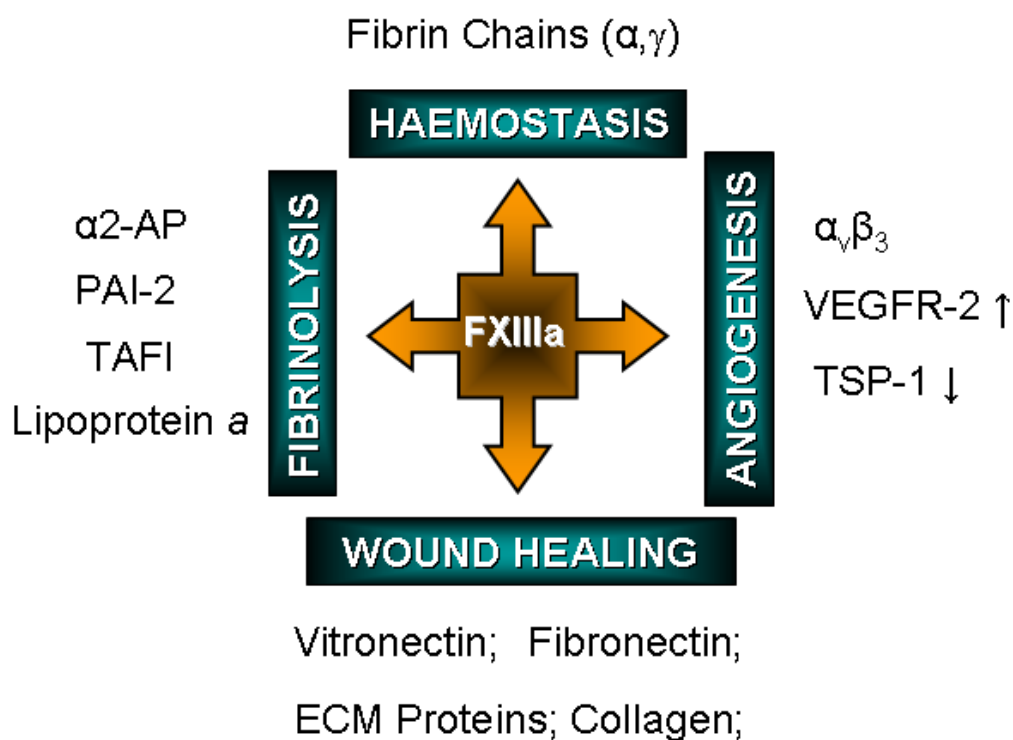 Fibrin Chains (α,γ)
HAEMOSTASIS
FIBRINOLYSIS
α2-AP
PAI-2
TAFI
Lipoprotein a
FXIIIa
ANGIOGENESIS
αvβ3
VEGFR-2 ↑
TSP-1 ↓
WOUND HEALING
Vitronectin; Fibronectin;
ECM Proteins; Collagen;